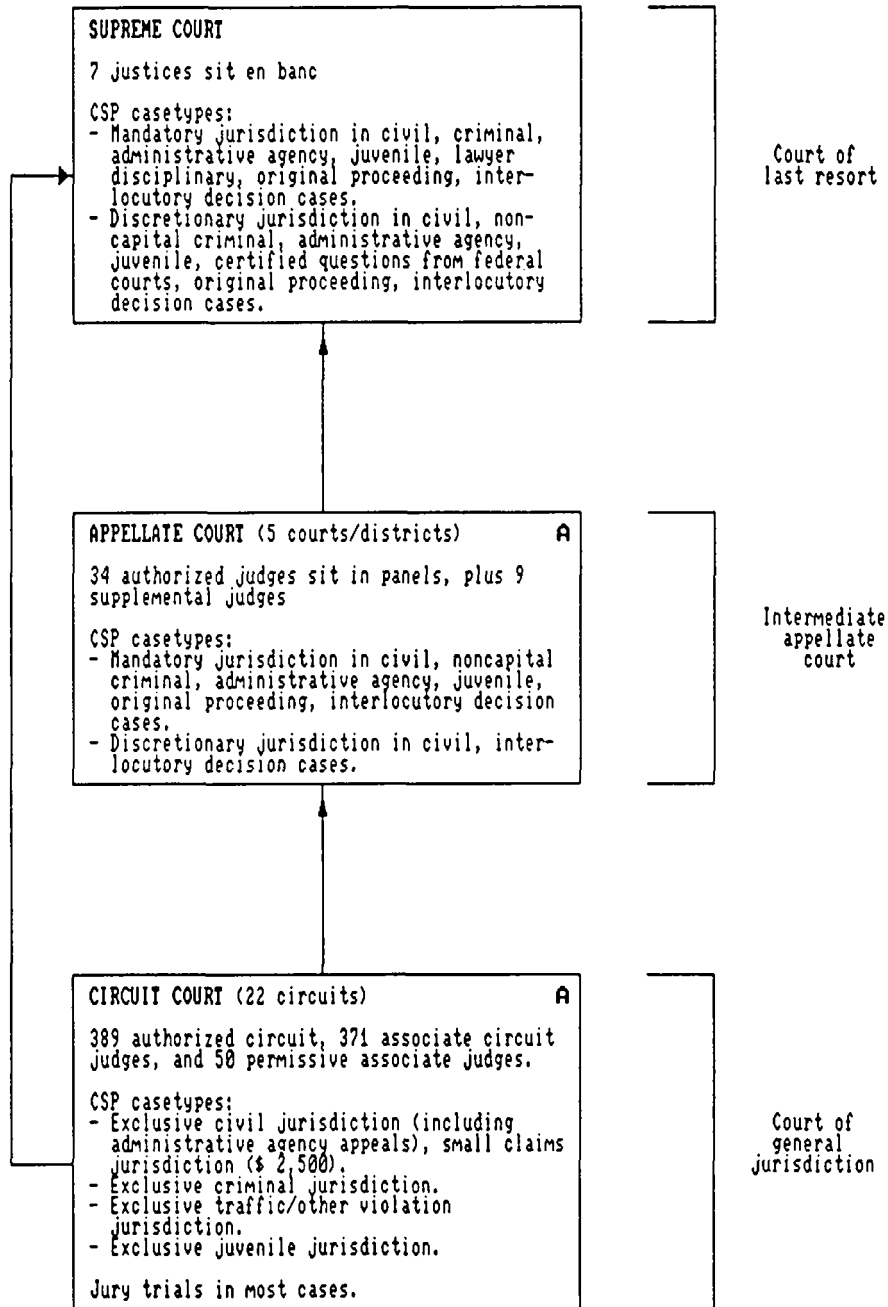 SUPREME COURT
7 justices sit en banc
CSP casetypes:
- Mandatory jurisdiction in civil, criminal,
administrative agency, juvenile, lawyer
disciplinary, original proceeding, inter-
locutory decision cases.
- Discretionary jurisdiction in civil, non-
capital criminal, administrative agency,
juvenile, certified questions from federal
courts, original proceeding, interlocutory
decision cases.
Court of
last resort
APPELLATE COURT (5 courts/districts) A
34 authorized judges sit in panels, plus 9
supplemental judges
CSP casetypes:
- Mandatory jurisdiction in civil, noncapital
criminal, administrative agency, juvenile,
original proceeding, interlocutory decision
cases.
- Discretionary jurisdiction in civil, inter-
locutory decision cases.
Intermediate
appellate
court
CIRCUIT COURT (22 circuits) A
389 authorized circuit, 371 associate circuit
judges, and 50 permissive associate judges.
CSP casetypes:
- Exclusive civil jurisdiction (including
administrative agency appeals), small claims
jurisdiction ($ 2,500).
- Exclusive criminal jurisdiction.
- Exclusive traffic/other violation
jurisdiction.
- Exclusive juvenile jurisdiction.
Jury trials in most cases.
Court of
general
jurisdiction